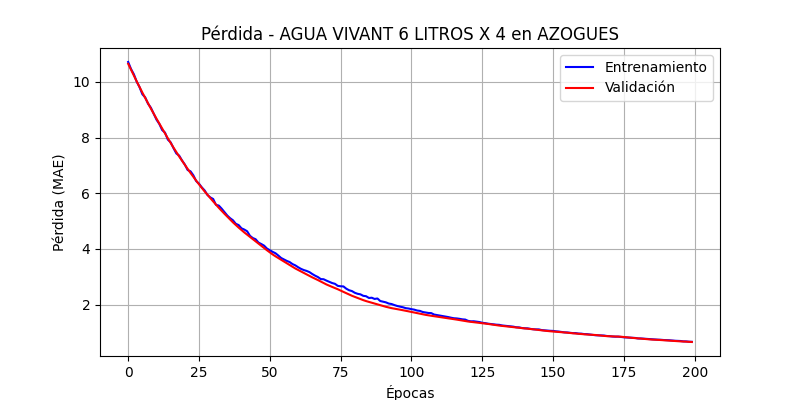 Pérdida - AGUA VIVANT 6 LITROS X 4 en AZOGUES
Entrenamiento
Validación
Pérdida (MAE)
10
8
6
4
2
0 25 50 75 100 125 150 175 200
Épocas